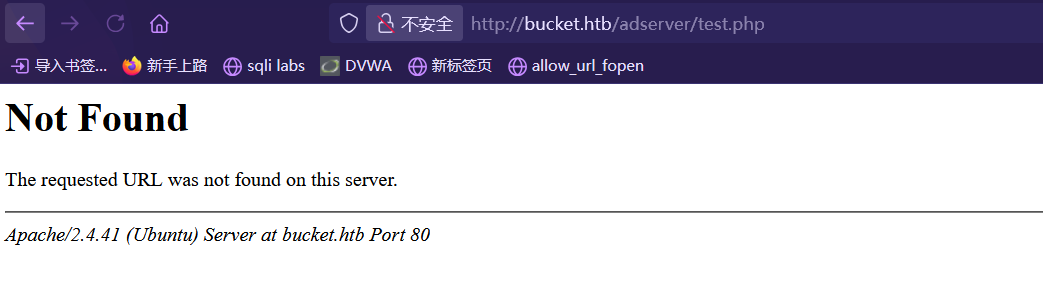 不安全 http://bucket.htb/adserver/test.php
导入书签... 新手上路 sqli labs DVWA 新标签页 allow_url_fopen
Not Found
The requested URL was not found on this server.
Apache/2.4.41 (Ubuntu) Server at bucket.htb Port 80